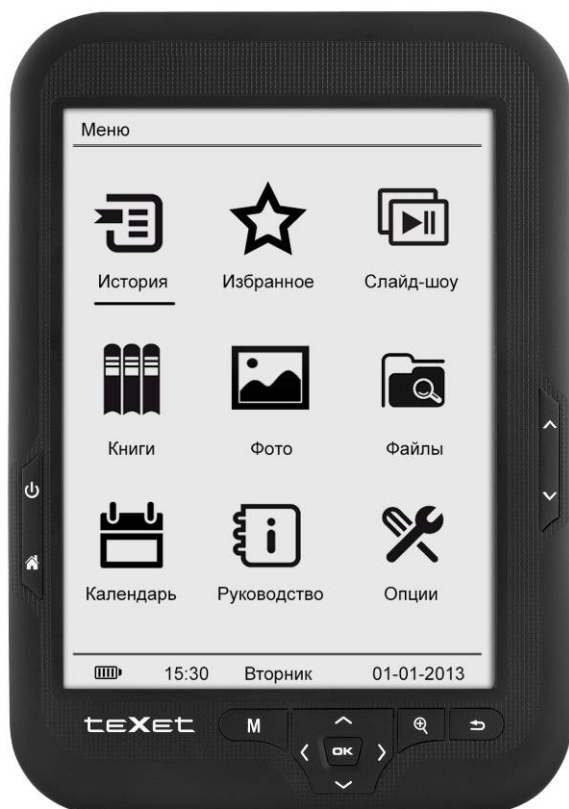 Меню
История Избранное Слайд-шоу
Книги Фото Файлы
Календарь Руководство Опции
15:30 Вторник 01-01-2013
teXet M
OK